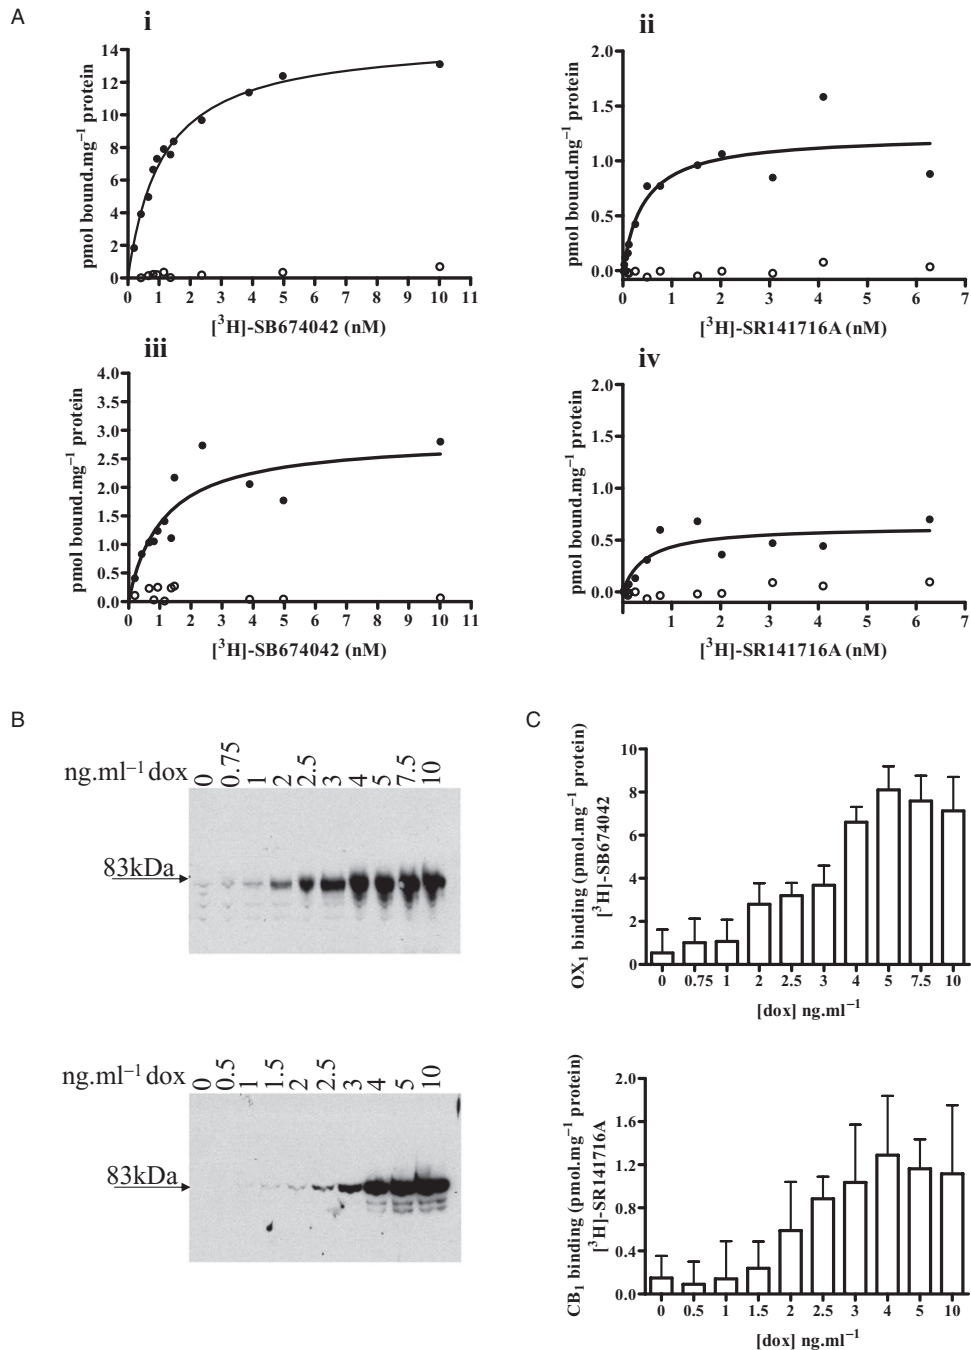 A
i
14
12
10
8
6
4
2
0
pmol bound.mg⁻¹ protein
0 1 2 3 4 5 6 7 8 9 10 11
[³H]-SB674042 (nM)
ii
2.0
1.5
1.0
0.5
0.0
pmol bound.mg⁻¹ protein
0 1 2 3 4 5 6 7
[³H]-SR141716A (nM)
iii
4.0
3.5
3.0
2.5
2.0
1.5
1.0
0.5
0.0
pmol bound.mg⁻¹ protein
0 1 2 3 4 5 6 7 8 9 10 11
[³H]-SB674042 (nM)
iv
2.0
1.5
1.0
0.5
0.0
pmol bound.mg⁻¹ protein
1 2 3 4 5 6 7
[³H]-SR141716A (nM)
B
ng.ml⁻¹ dox 0 0.75 1 2 2.5 3 4 5 7.5 10
83kDa
ng.ml⁻¹ dox 0 0.5 1 1.5 2 2.5 3 4 5 10
83kDa
C
OX₁ binding (pmol.mg⁻¹ protein)
[³H]-SB674042
10
8
6
4
2
0
0 0.75 1 2 2.5 3 4 5 7.5 10
[dox] ng.ml⁻¹
CB₁ binding (pmol.mg⁻¹ protein)
[³H]-SR141716A
2.0
1.6
1.2
0.8
0.4
0.0
0 0.5 1 1.5 2 2.5 3 4 5 10
[dox] ng.ml⁻¹